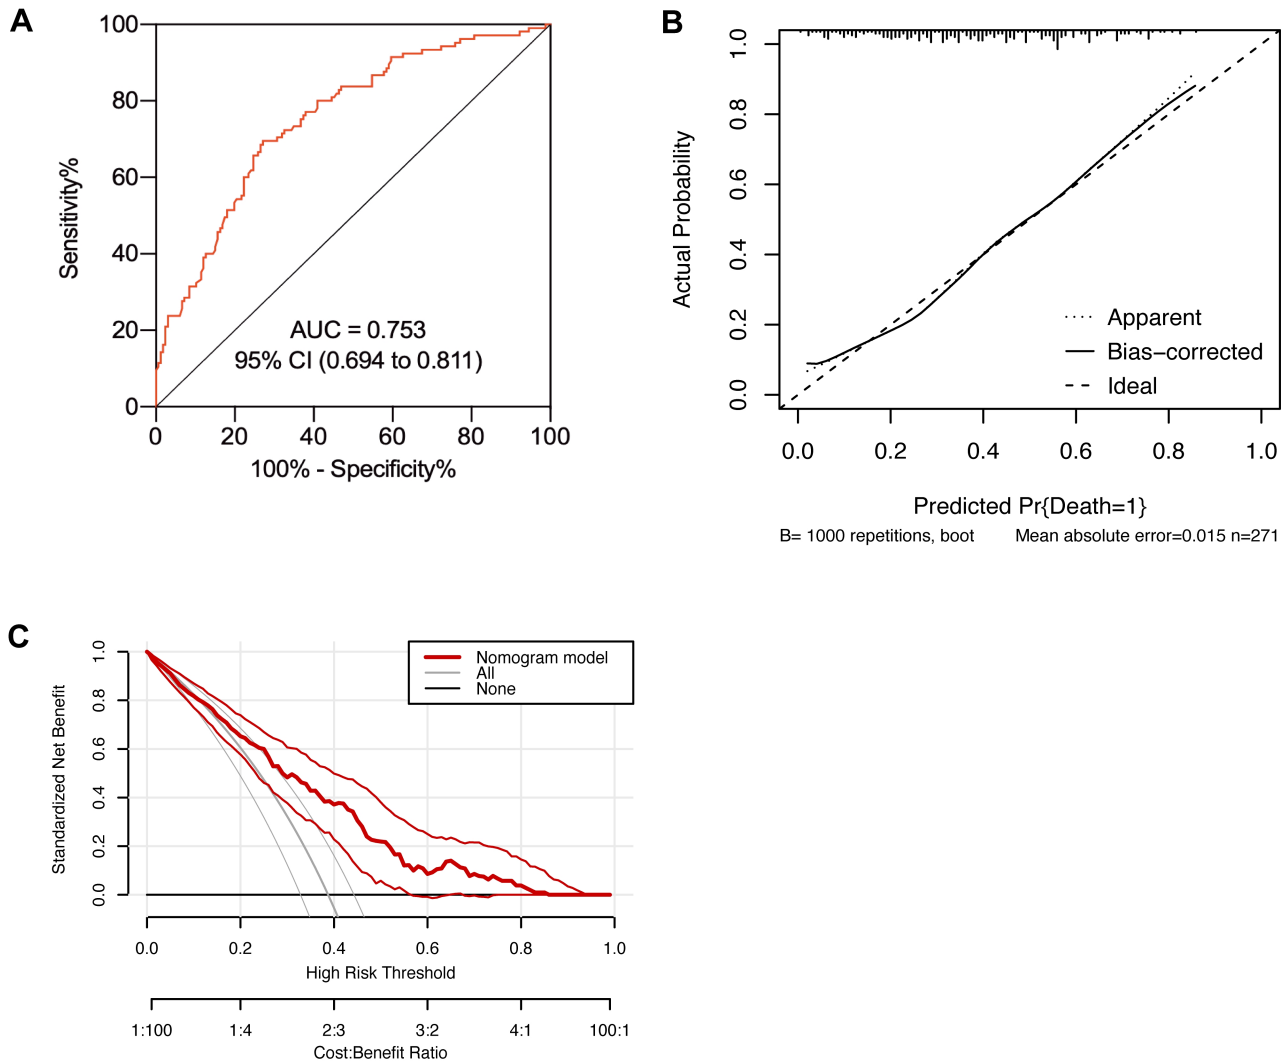 A
100
80
60
40
20
0
Sensitivity%
AUC = 0.753
95% CI (0.694 to 0.811)
0 20 40 60 80 100
100% - Specificity%
B
1.0
0.8
0.6
0.4
0.2
0.0
Actual Probability
Apparent
Bias−corrected
Ideal
0.0 0.2 0.4 0.6 0.8 1.0
Predicted Pr{Death=1}
B= 1000 repetitions, boot Mean absolute error=0.015 n=271
C
1.0
0.8
0.6
0.4
0.2
0.0
Standardized Net Benefit
Nomogram model
All
None
0.0 0.2 0.4 0.6 0.8 1.0
High Risk Threshold
1:100 1:4 2:3 3:2 4:1 100:1
Cost:Benefit Ratio